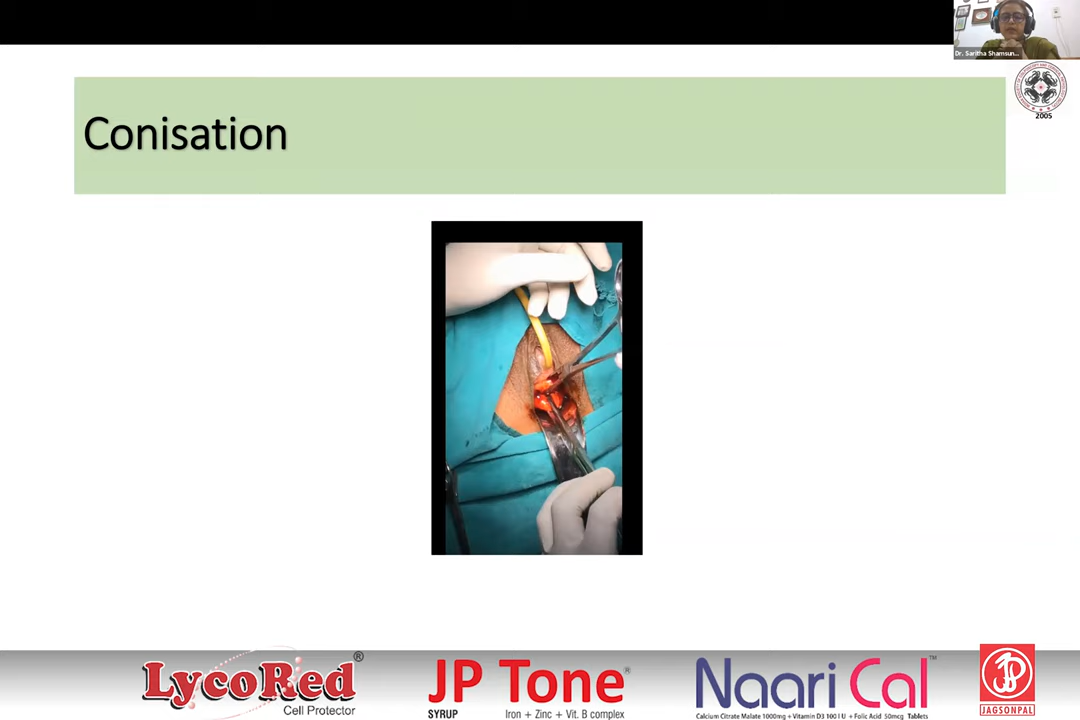 Dr. Saritha Shamsun...
2005
Conisation
LycoRed®
Cell Protector
JP Tone®
SYRUP
Iron + Zinc + Vit. B complex
Naari Cal™
Calcium Citrate Malate 1000mg + Vitamin D3 100 I U + Folic Acid 50mcg Tablets
JAGSONPAL